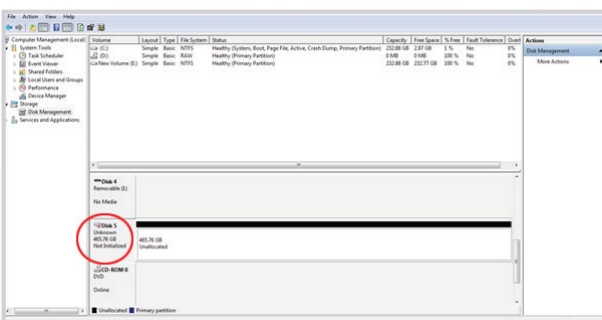 File Action View Help
Computer Management (Local)
System Tools
Task Scheduler
Event Viewer
Shared Folders
Local Users and Groups
Performance
Device Manager
Storage
Disk Management
Services and Applications
Volume Layout Type File System Status Capacity Free Space % Free Fault Tolerance Overl
(C:) Simple Basic NTFS Healthy (System, Boot, Page File, Active, Crash Dump, Primary Partition) 232.88 GB 2.97 GB 1 % No 0%
(D:) Simple Basic RAW Healthy (Primary Partition) 0 MB 0 MB 100 % No 0%
New Volume (E:) Simple Basic NTFS Healthy (Primary Partition) 232.88 GB 232.77 GB 100 % No 0%
Actions
Disk Management
More Actions
Disk 4
Removable (I:)
No Media
Disk 5
Unknown
465.76 GB
Not Initialized
465.76 GB
Unallocated
CD-ROM 0
DVD
Online
Unallocated Primary partition